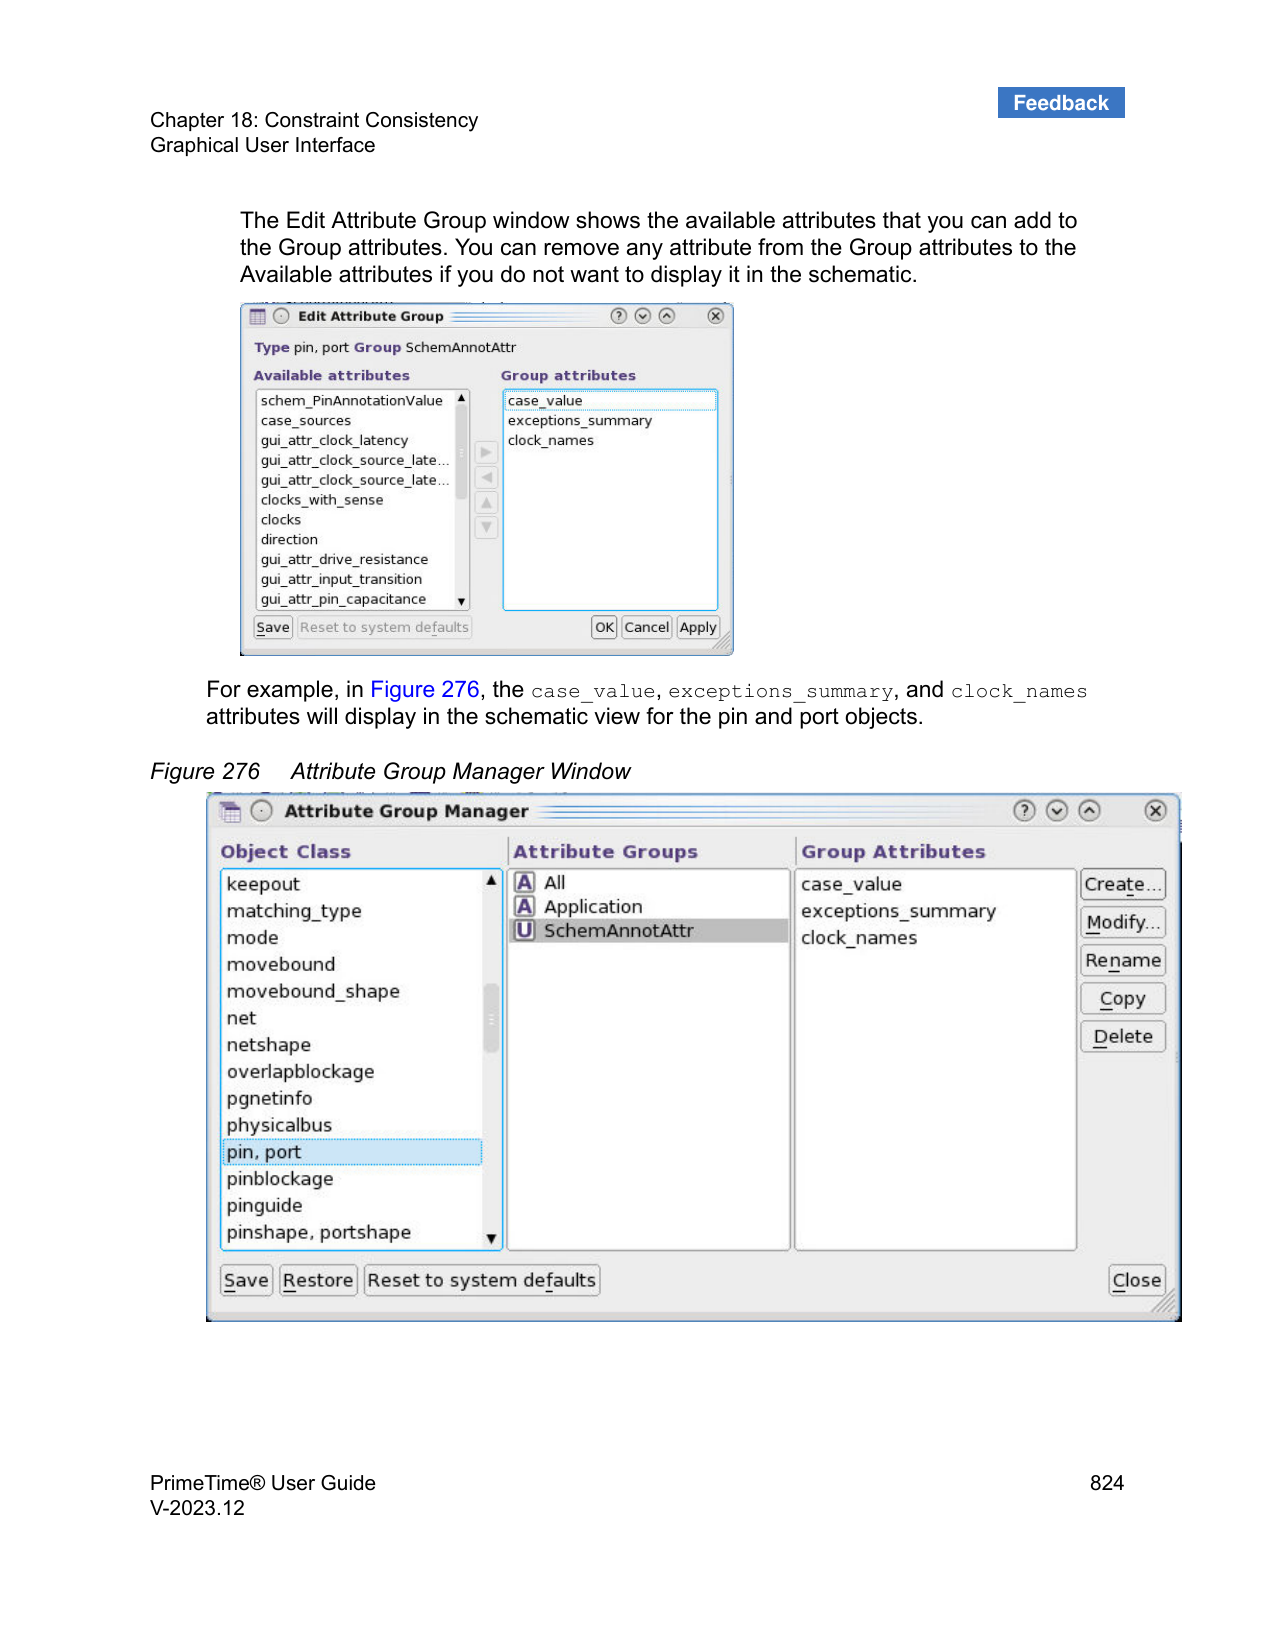 Feedback
Chapter 18: Constraint Consistency
Graphical User Interface
The Edit Attribute Group window shows the available attributes that you can add to
the Group attributes. You can remove any attribute from the Group attributes to the
Available attributes if you do not want to display it in the schematic.
Edit Attribute Group
Type pin, port Group SchemAnnotAttr
Available attributes
schem_PinAnnotationValue
case_sources
gui_attr_clock_latency
gui_attr_clock_source_late...
gui_attr_clock_source_late...
clocks_with_sense
clocks
direction
gui_attr_drive_resistance
gui_attr_input_transition
gui_attr_pin_capacitance
Group attributes
case_value
exceptions_summary
clock_names
Save Reset to system defaults OK Cancel Apply
For example, in Figure 276, the case_value, exceptions_summary, and clock_names
attributes will display in the schematic view for the pin and port objects.
Figure 276 Attribute Group Manager Window
Attribute Group Manager
Object Class
keepout
matching_type
mode
movebound
movebound_shape
net
netshape
overlapblockage
pgnetinfo
physicalbus
pin, port
pinblockage
pinguide
pinshape, portshape
Attribute Groups
A All
A Application
U SchemAnnotAttr
Group Attributes
case_value
exceptions_summary
clock_names
Create...
Modify...
Rename
Copy
Delete
Save Restore Reset to system defaults Close
PrimeTime® User Guide 824
V-2023.12